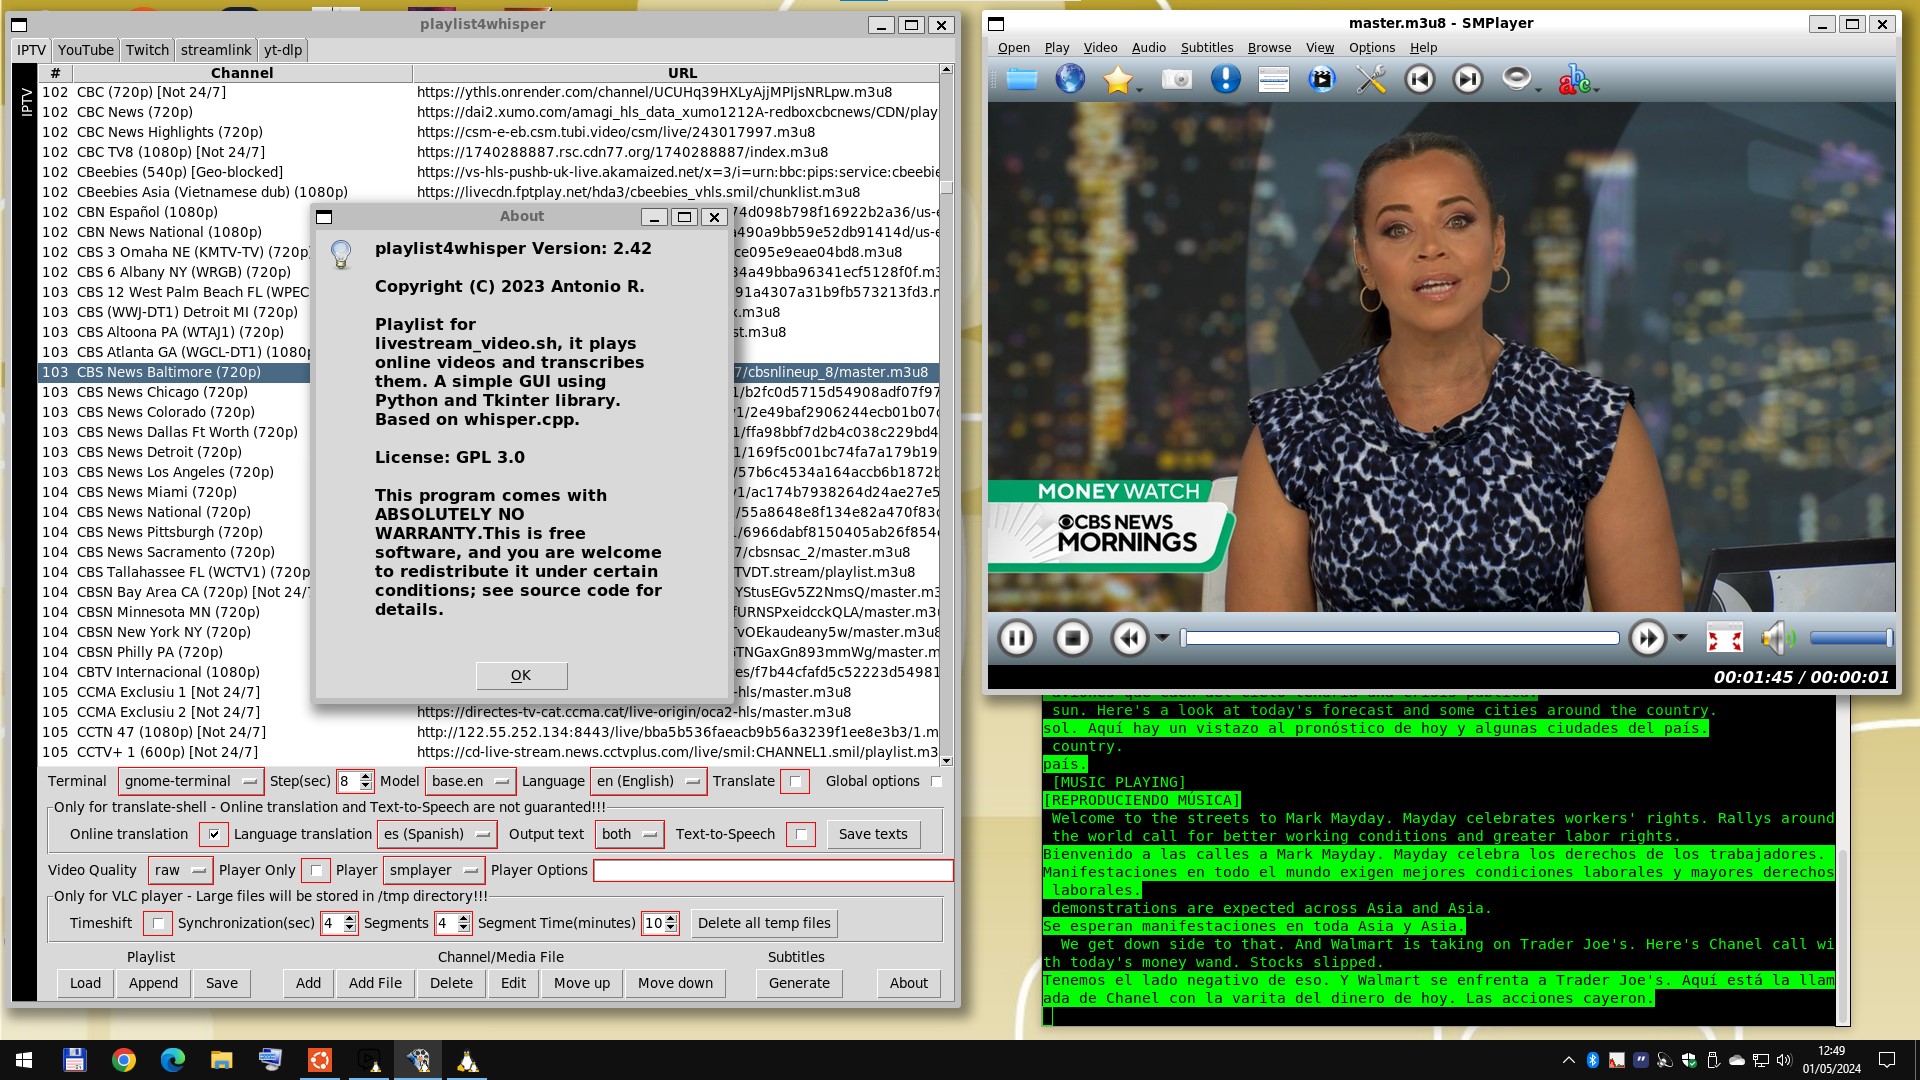 playlist4whisper
IPTV YouTube Twitch streamlink yt-dlp
IPTV
# Channel URL
102 CBC (720p) [Not 24/7] https://ythls.onrender.com/channel/UCUHq39HXLyAjjMPIjsNRLpw.m3u8
102 CBC News (720p) https://dai2.xumo.com/amagi_hls_data_xumo1212A-redboxcbcnews/CDN/play
102 CBC News Highlights (720p) https://csm-e-eb.csm.tubi.video/csm/live/243017997.m3u8
102 CBC TV8 (1080p) [Not 24/7] https://1740288887.rsc.cdn77.org/1740288887/index.m3u8
102 CBeebies (540p) [Geo-blocked] https://vs-hls-pushb-uk-live.akamaized.net/x=3/i=urn:bbc:pips:service:cbeebie
102 CBeebies Asia (Vietnamese dub) (1080p) https://livecdn.fptplay.net/hda3/cbeebies_vhls.smil/chunklist.m3u8
102 CBN Español (1080p) 74d098b798f16922b2a36/us-e
102 CBN News National (1080p) a490a9bb59e52db91414d/us-e
102 CBS 3 Omaha NE (KMTV-TV) (720p) ce095e9eae04bd8.m3u8
102 CBS 6 Albany NY (WRGB) (720p) 34a49bba96341ecf5128f0f.m3
103 CBS 12 West Palm Beach FL (WPEC 91a4307a31b9fb573213fd3.m
103 CBS (WWJ-DT1) Detroit MI (720p) x.m3u8
103 CBS Altoona PA (WTAJ1) (720p) st.m3u8
103 CBS Atlanta GA (WGCL-DT1) (1080p
103 CBS News Baltimore (720p) 7/cbsnlineup_8/master.m3u8
103 CBS News Chicago (720p) 1/b2fc0d5715d54908adf07f97
103 CBS News Colorado (720p) v1/2e49baf2906244ecb01b07d
103 CBS News Dallas Ft Worth (720p) 1/ffa98bbf7d2b4c038c229bd4
103 CBS News Detroit (720p) 1/169f5c001bc74fa7a179b19
103 CBS News Los Angeles (720p) /57b6c4534a164accb6b1872b
104 CBS News Miami (720p) v1/ac174b7938264d24ae27e5
104 CBS News National (720p) /55a8648e8f134e82a470f83d
104 CBS News Pittsburgh (720p) /6966dabf8150405ab26f854
104 CBS News Sacramento (720p) 7/cbsnsac_2/master.m3u8
104 CBS Tallahassee FL (WCTV1) (720p TVDT.stream/playlist.m3u8
104 CBSN Bay Area CA (720p) [Not 24/7 YStusEGv5Z2NmsQ/master.m3u8
104 CBSN Minnesota MN (720p) fURNSPxeidcckQLA/master.m3u
104 CBSN New York NY (720p) vOEkaudeany5w/master.m3u8
104 CBSN Philly PA (720p) GTNGaxGn893mmWg/master.m3u
104 CBTV Internacional (1080p) es/f7b44cfafd5c52223d54981
105 CCMA Exclusiu 1 [Not 24/7] -hls/master.m3u8
105 CCMA Exclusiu 2 [Not 24/7] https://directes-tv-cat.ccma.cat/live-origin/oca2-hls/master.m3u8
105 CCTN 47 (1080p) [Not 24/7] http://122.55.252.134:8443/live/bba5b536faeacb9b56a3239f1ee8e3b3/1.m
105 CCTV+ 1 (600p) [Not 24/7] https://cd-live-stream.news.cctvplus.com/live/smil:CHANNEL1.smil/playlist.m3
About
playlist4whisper Version: 2.42
Copyright (C) 2023 Antonio R.
Playlist for
livestream_video.sh, it plays
online videos and transcribes
them. A simple GUI using
Python and Tkinter library.
Based on whisper.cpp.
License: GPL 3.0
This program comes with
ABSOLUTELY NO
WARRANTY.This is free
software, and you are welcome
to redistribute it under certain
conditions; see source code for
details.
OK
Terminal gnome-terminal Step(sec) 8 Model base.en Language en (English) Translate Global options
Only for translate-shell - Online translation and Text-to-Speech are not guaranted!!!
Online translation Language translation es (Spanish) Output text both Text-to-Speech Save texts
Video Quality raw Player Only Player smplayer Player Options
Only for VLC player - Large files will be stored in /tmp directory!!!
Timeshift Synchronization(sec) 4 Segments 4 Segment Time(minutes) 10 Delete all temp files
Playlist Channel/Media File Subtitles
Load Append Save Add Add File Delete Edit Move up Move down Generate About
master.m3u8 - SMPlayer
Open Play Video Audio Subtitles Browse View Options Help
abc
MONEY WATCH
CBS NEWS
MORNINGS
00:01:45 / 00:00:01
sun. Here's a look at today's forecast and some cities around the country.
sol. Aquí hay un vistazo al pronóstico de hoy y algunas ciudades del país.
country.
país.
[MUSIC PLAYING]
[REPRODUCIENDO MÚSICA]
Welcome to the streets to Mark Mayday. Mayday celebrates workers' rights. Rallys around
the world call for better working conditions and greater labor rights.
Bienvenido a las calles a Mark Mayday. Mayday celebra los derechos de los trabajadores.
Manifestaciones en todo el mundo exigen mejores condiciones laborales y mayores derechos
laborales.
demonstrations are expected across Asia and Asia.
Se esperan manifestaciones en toda Asia y Asia.
We get down side to that. And Walmart is taking on Trader Joe's. Here's Chanel call wi
th today's money wand. Stocks slipped.
Tenemos el lado negativo de eso. Y Walmart se enfrenta a Trader Joe's. Aquí está la llam
ada de Chanel con la varita del dinero de hoy. Las acciones cayeron.
12:49
01/05/2024